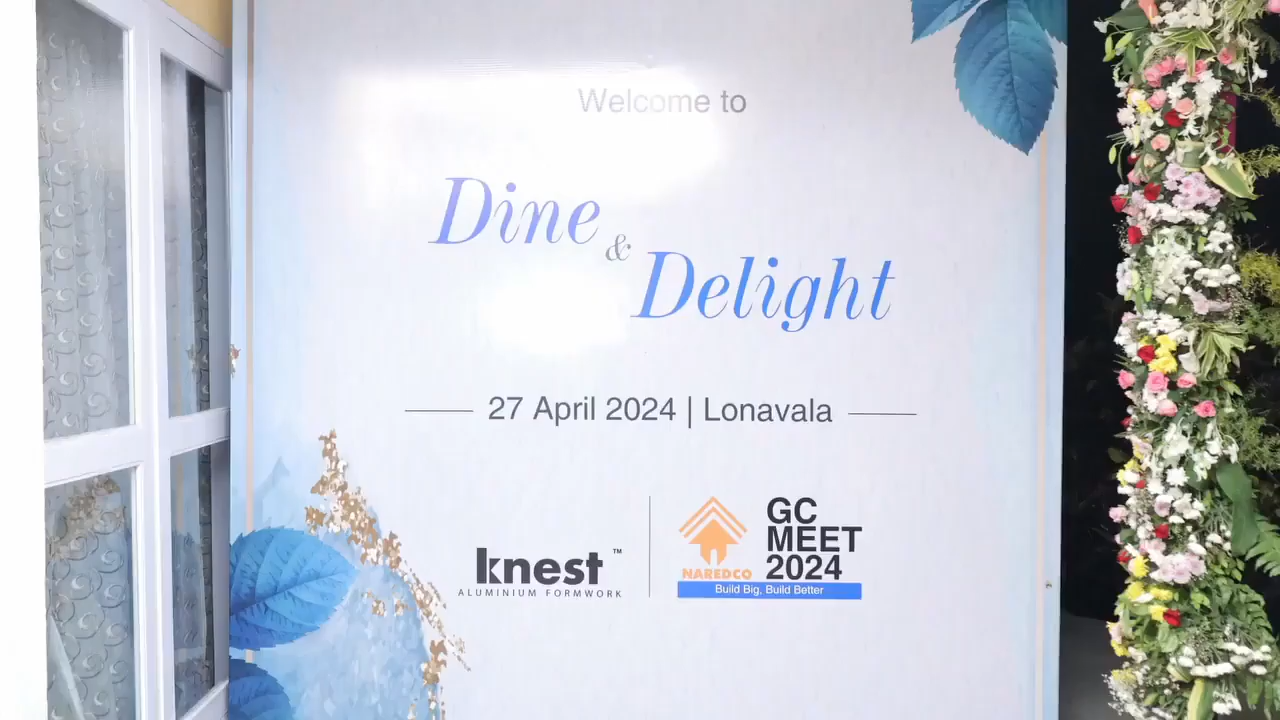 Welcome to
Dine
&
Delight
27 April 2024 | Lonavala
knest™
ALUMINIUM FORMWORK
NAREDCO
GC
MEET
2024
Build Big, Build Better